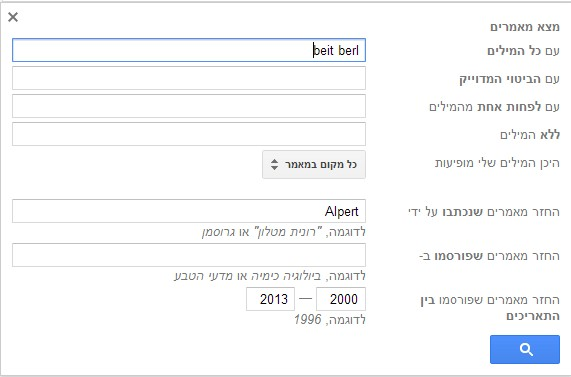 ×
מצא מאמרים
עם כל המילים
beit berl
עם הביטוי המדוייק
עם לפחות אחת מהמילים
ללא המילים
היכן המילים שלי מופיעות
כל מקום במאמר
החזר מאמרים שנכתבו על ידי
Alpert
לדוגמה, "רונית מטלון" או גרוסמן
החזר מאמרים שפורסמו ב-
לדוגמה, ביולוגיה כימיה או מדעי הטבע
החזר מאמרים שפורסמו בין
התאריכים
2000 — 2013
לדוגמה, 1996